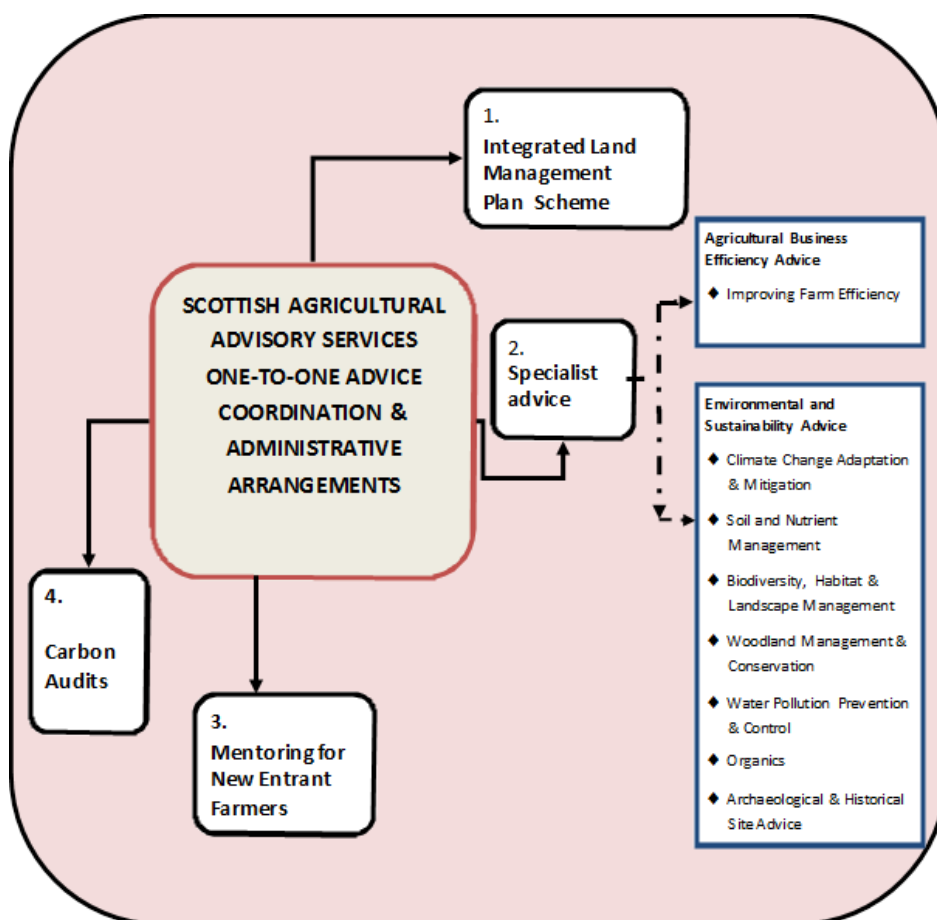 1.
Integrated Land
Management
Plan Scheme
SCOTTISH AGRICULTURAL
ADVISORY SERVICES
ONE-TO-ONE ADVICE
COORDINATION &
ADMINISTRATIVE
ARRANGEMENTS
2.
Specialist
advice
Agricultural Business
Efficiency Advice
◆ Improving Farm Efficiency
Environmental and
Sustainability Advice
◆ Climate Change Adaptation
& Mitigation
◆ Soil and Nutrient
Management
◆ Biodiversity, Habitat &
Landscape Management
◆ Woodland Management &
Conservation
◆ Water Pollution Prevention
& Control
◆ Organics
◆ Archaeological & Historical
Site Advice
3.
Mentoring for
New Entrant
Farmers
4.
Carbon
Audits